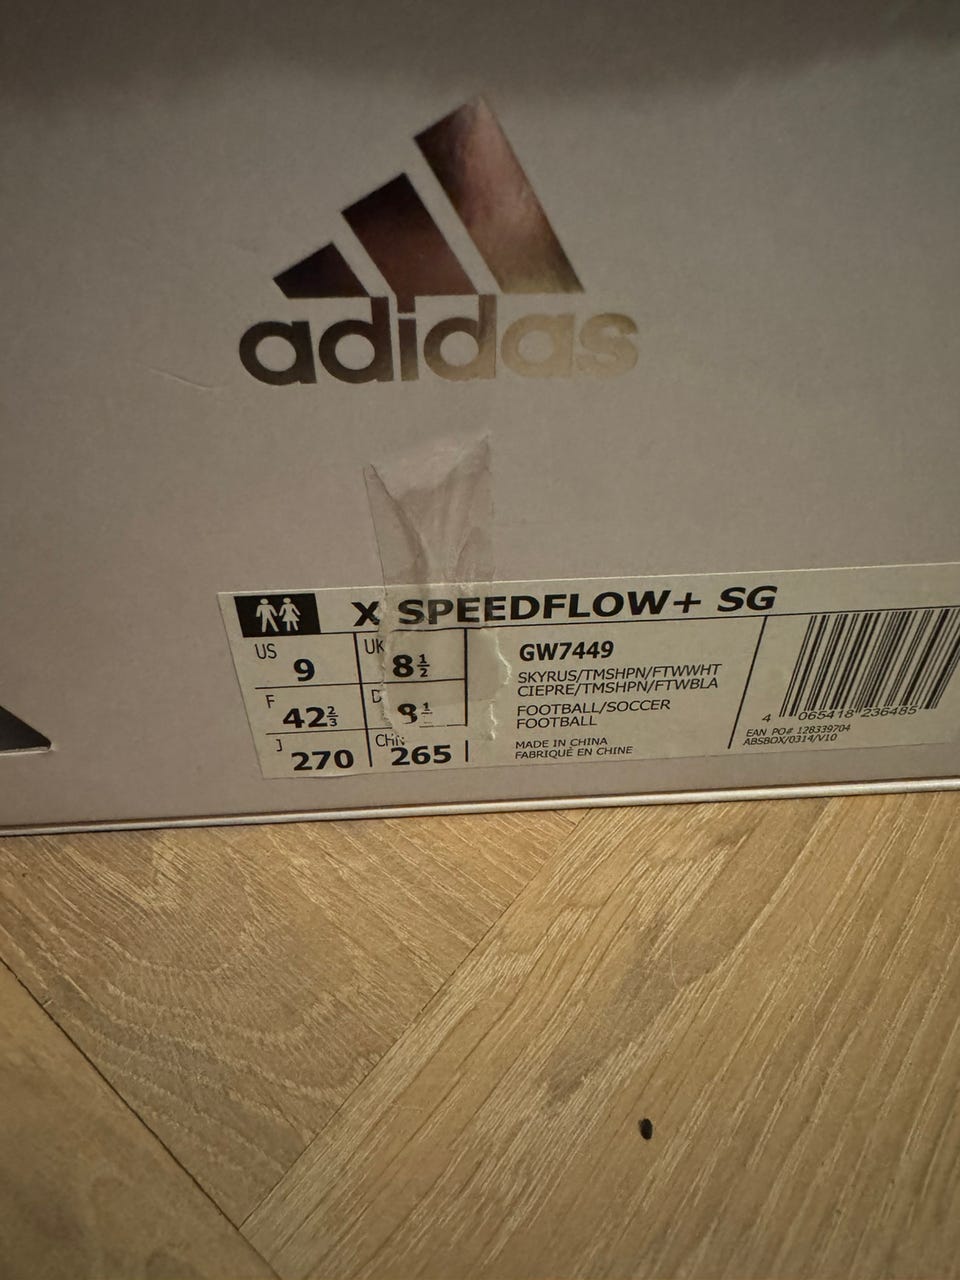 adidas
X SPEEDFLOW+ SG
US 9
UK 8½
F 42⅔
D 8½
J 270
CHN 265
GW7449
SKYRUS/TMSHPN/FTWWHT
CIEPRE/TMSHPN/FTWBLA
FOOTBALL/SOCCER
FOOTBALL
MADE IN CHINA
FABRIQUÉ EN CHINE
4 065418 236485
EAN PO# 128339704
ABSBOX/0314/V10